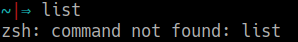 ~|⇒ list
zsh: command not found: list